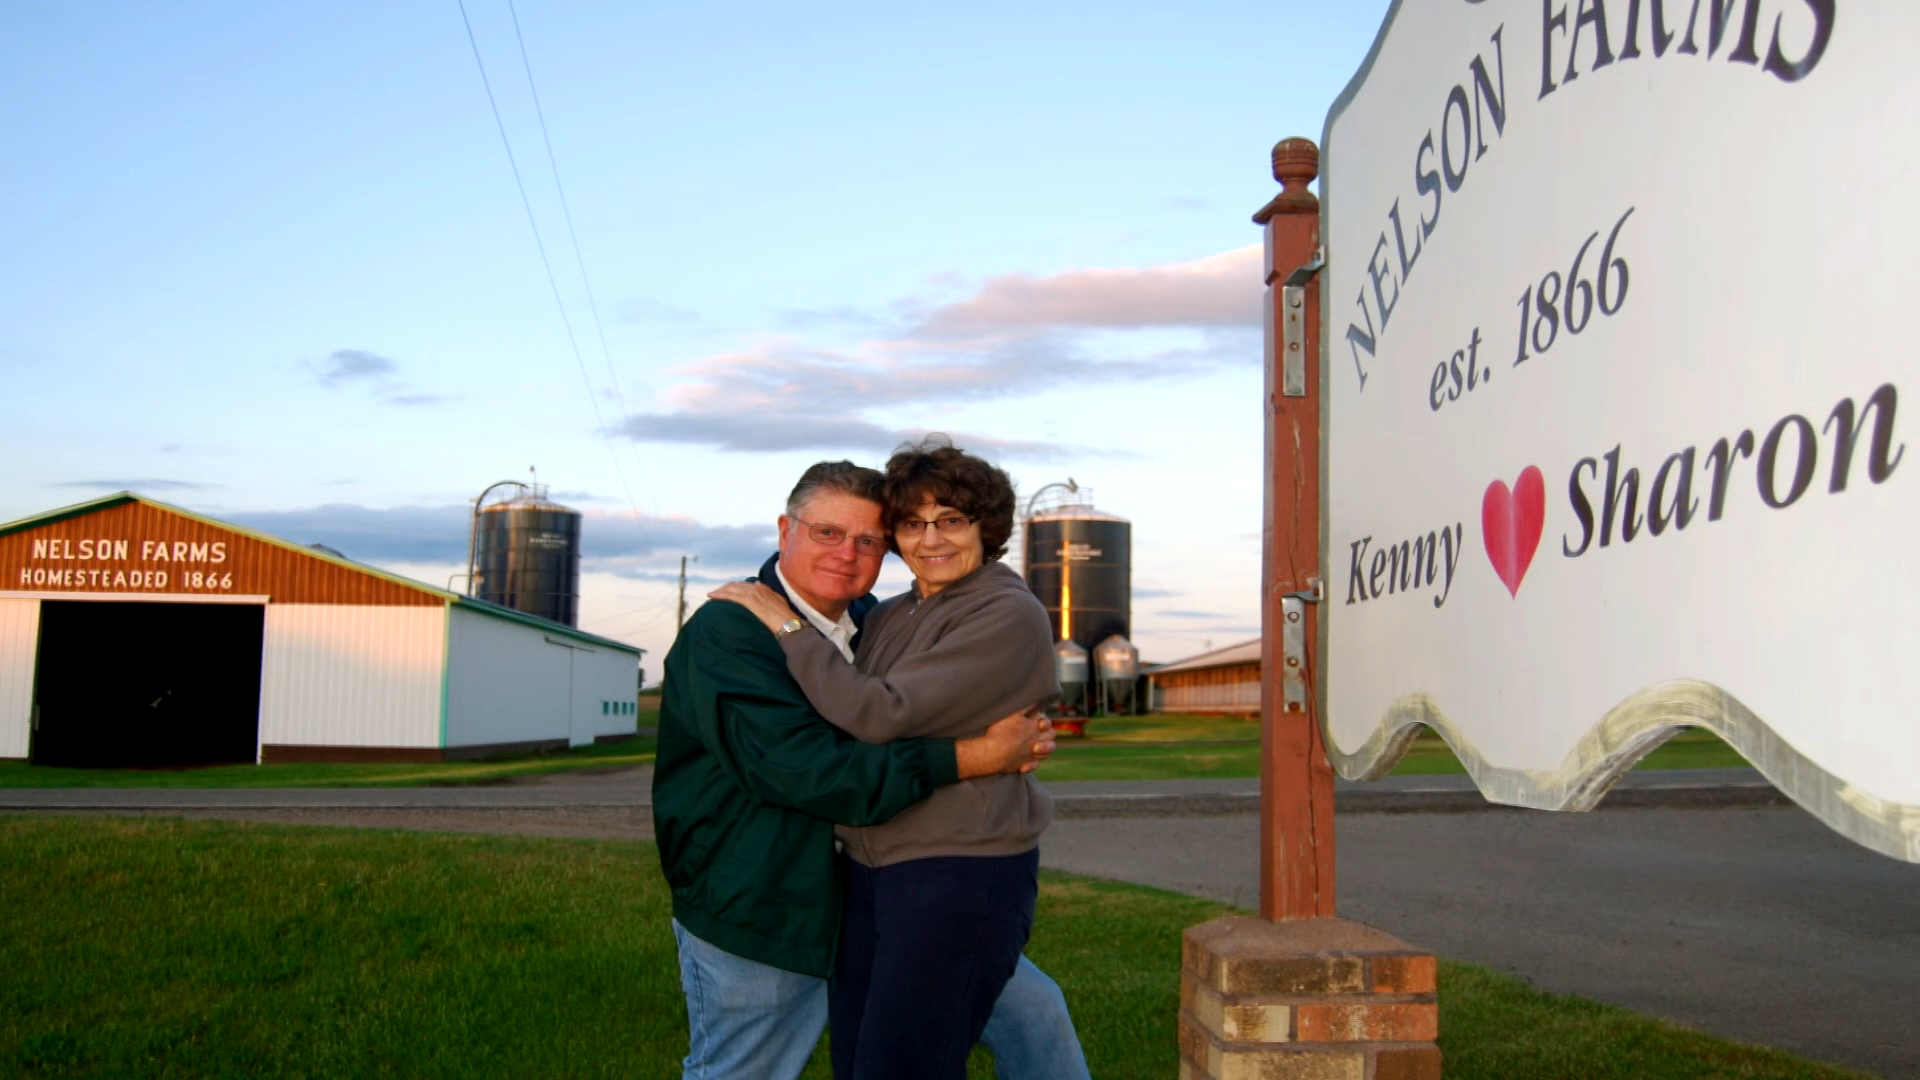 NELSON FARMS
HOMESTEADED 1866
NELSON FARMS
est. 1866
Kenny Sharon